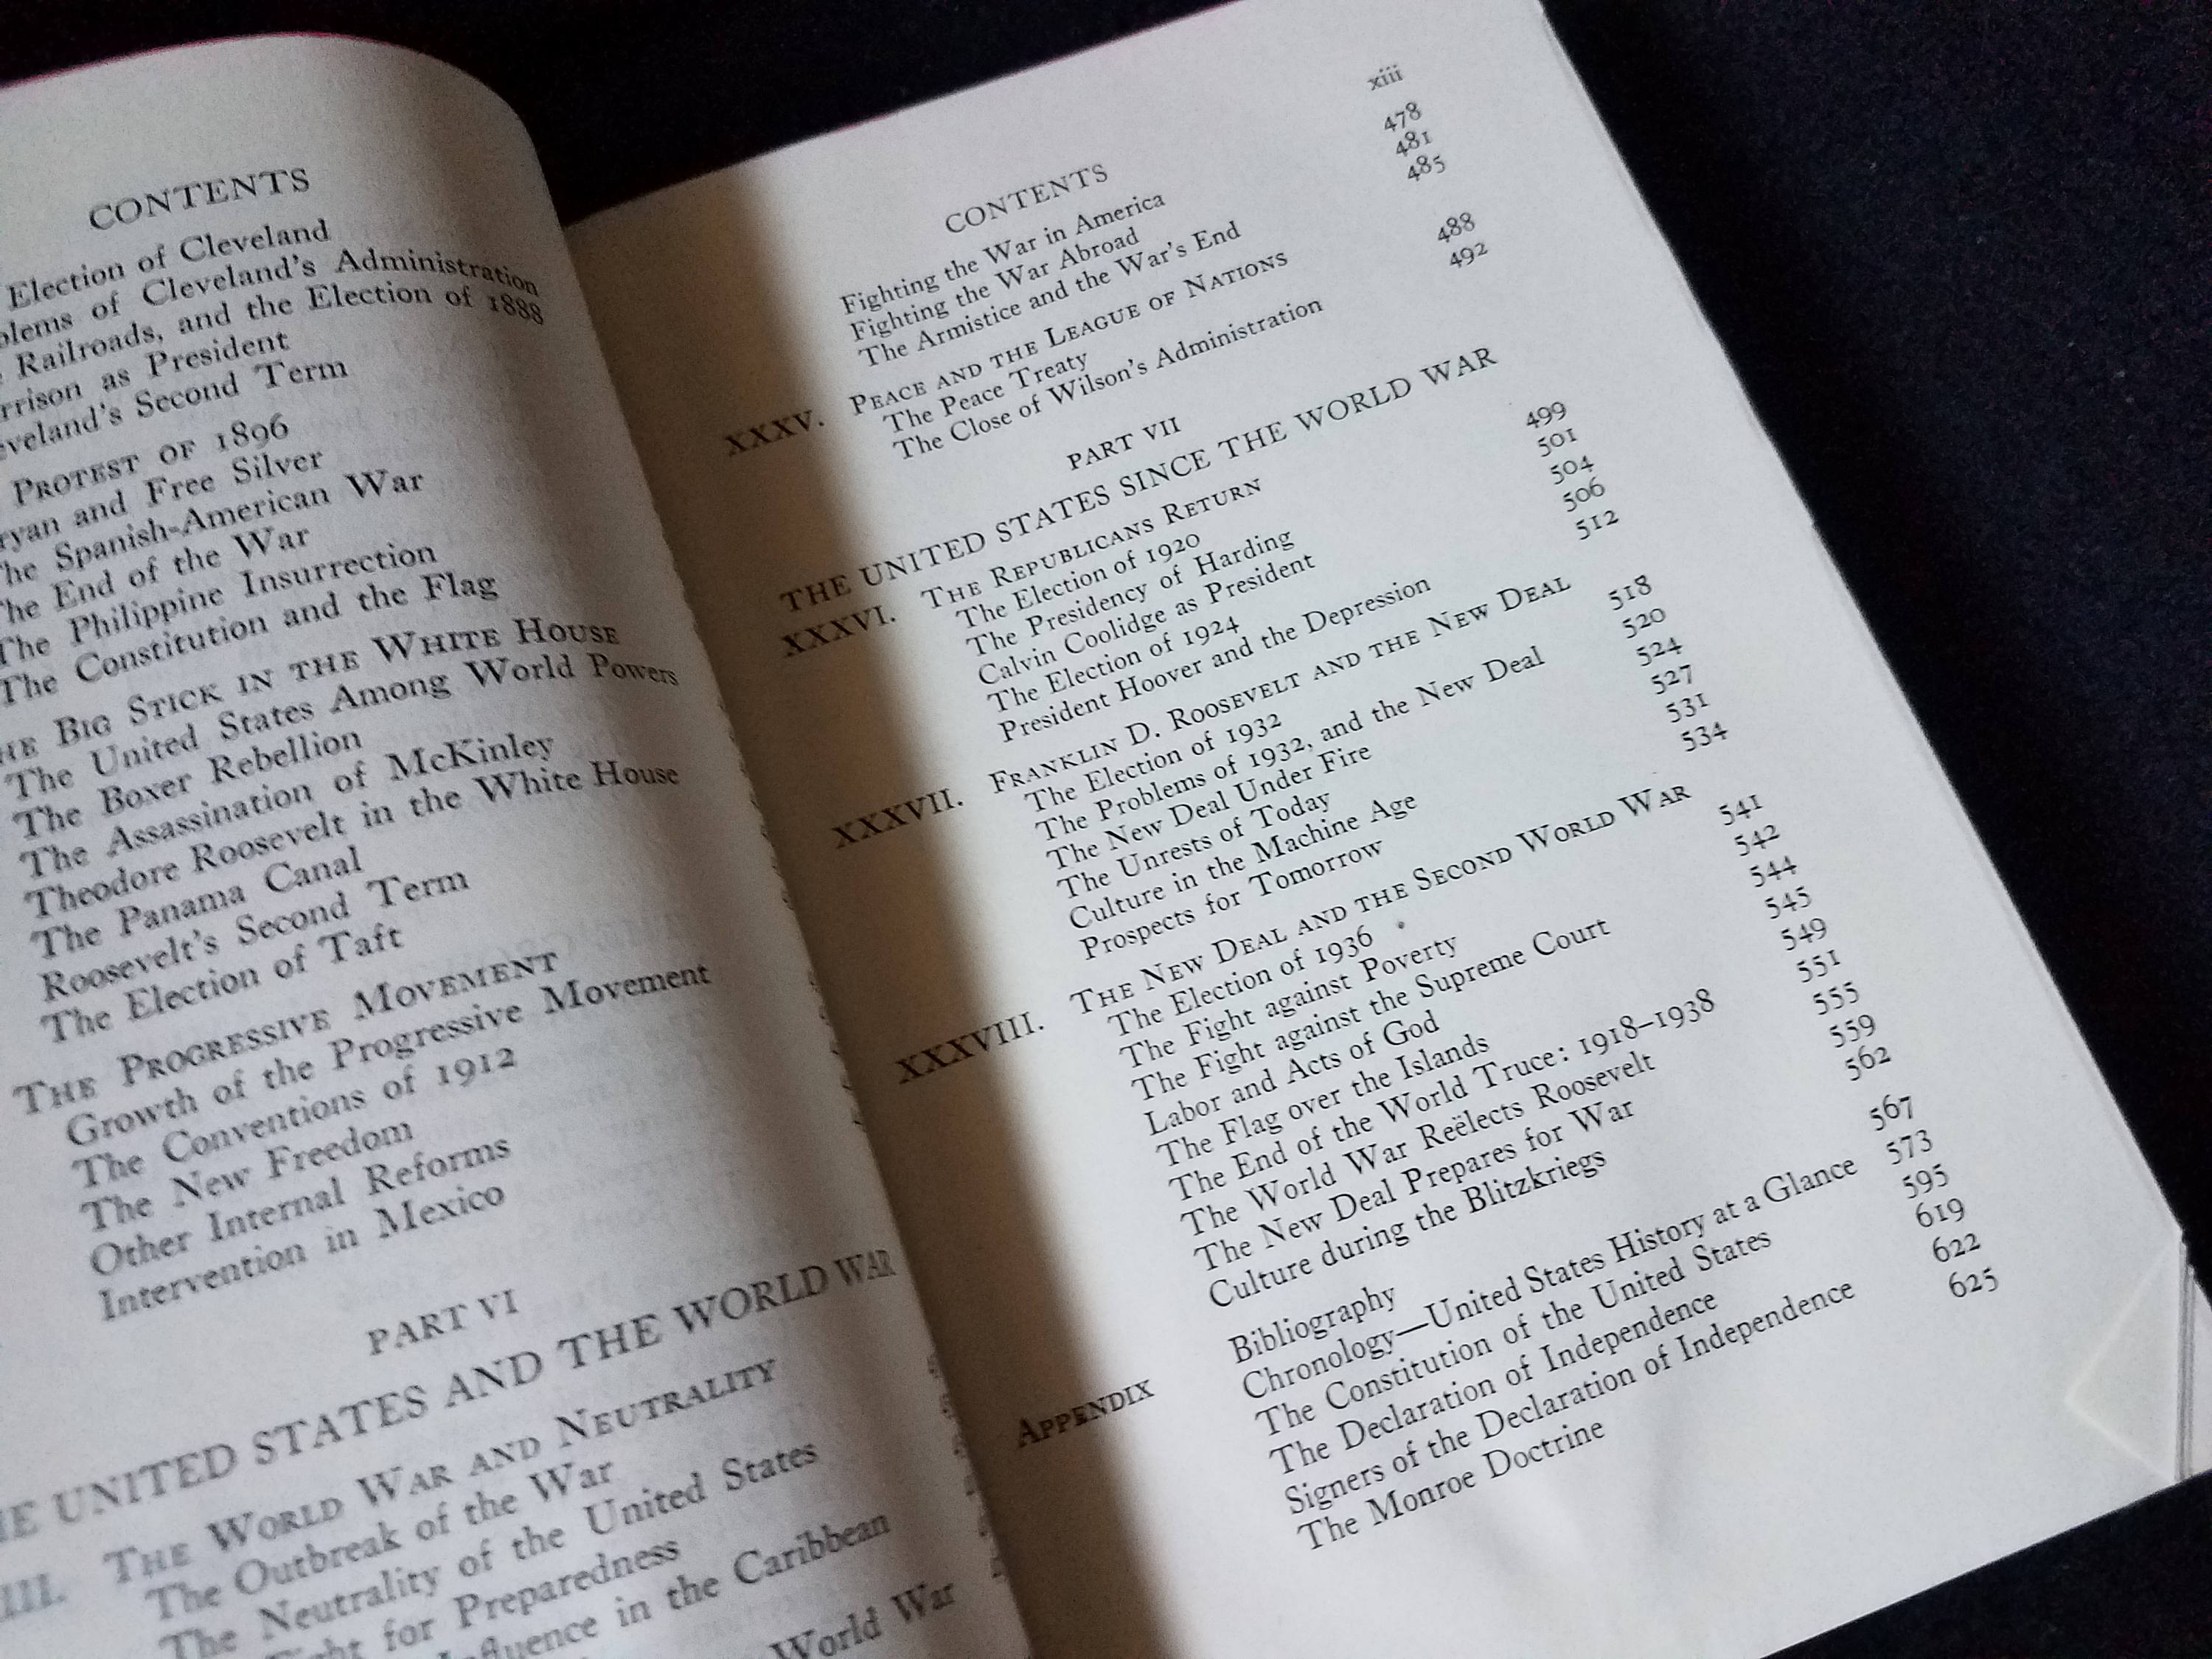 CONTENTS
Election of Cleveland
of Cleveland's Administration
Railroads, and the Election of 1888
as President
Second Term
PROTEST OF 1896
and Free Silver
Spanish-American War
The End of the War
The Philippine Insurrection
The Constitution and the Flag
BIG STICK IN THE WHITE HOUSE
The United States Among World Powers
The Boxer Rebellion
The Assassination of McKinley
Theodore Roosevelt in the White House
The Panama Canal
Roosevelt's Second Term
The Election of Taft
THE PROGRESSIVE MOVEMENT
Growth of the Progressive Movement
The Conventions of 1912
The New Freedom
Other Internal Reforms
Intervention in Mexico
PART VI
UNITED STATES AND THE WORLD WAR
THE WORLD WAR AND NEUTRALITY
The Outbreak of the War
The Neutrality of the United States
for Preparedness
in the Caribbean
World War
CONTENTS xiii
Fighting the War in America 478
Fighting the War Abroad 481
The Armistice and the War's End 485
XXXV. PEACE AND THE LEAGUE OF NATIONS
The Peace Treaty 488
The Close of Wilson's Administration 492
PART VII
THE UNITED STATES SINCE THE WORLD WAR
XXXVI. THE REPUBLICANS RETURN
The Election of 1920 499
The Presidency of Harding 501
Calvin Coolidge as President 504
The Election of 1924 506
President Hoover and the Depression 512
XXXVII. FRANKLIN D. ROOSEVELT AND THE NEW DEAL
The Election of 1932 518
The Problems of 1932, and the New Deal 520
The New Deal Under Fire 524
The Unrests of Today 527
Culture in the Machine Age 531
Prospects for Tomorrow 534
XXXVIII. THE NEW DEAL AND THE SECOND WORLD WAR
The Election of 1936 541
The Fight against Poverty 542
The Fight against the Supreme Court 544
Labor and Acts of God 545
The Flag over the Islands 549
The End of the World Truce: 1918–1938 551
The World War Reëlects Roosevelt 555
The New Deal Prepares for War 559
Culture during the Blitzkriegs 562
Bibliography 567
Chronology—United States History at a Glance 573
APPENDIX The Constitution of the United States 595
The Declaration of Independence 619
Signers of the Declaration of Independence 622
The Monroe Doctrine 625